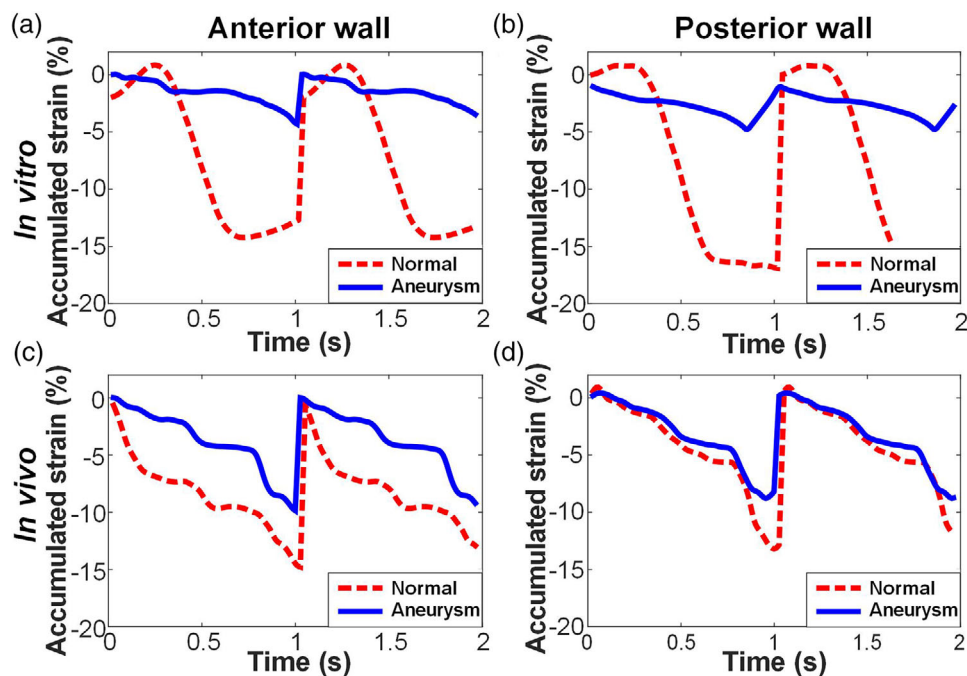 (a)
Anterior wall
(b)
Posterior wall
In vitro
Accumulated strain (%)
0
-5
-10
-15
-20
Normal
Aneurysm
0
0.5
1
1.5
2
Time (s)
Accumulated strain (%)
0
-5
-10
-15
-20
Normal
Aneurysm
0
0.5
1
1.5
2
Time (s)
(c)
(d)
In vivo
Accumulated strain (%)
0
-5
-10
-15
-20
Normal
Aneurysm
0
0.5
1
1.5
2
Time (s)
Accumulated strain (%)
0
-5
-10
-15
-20
Normal
Aneurysm
0
0.5
1
1.5
2
Time (s)